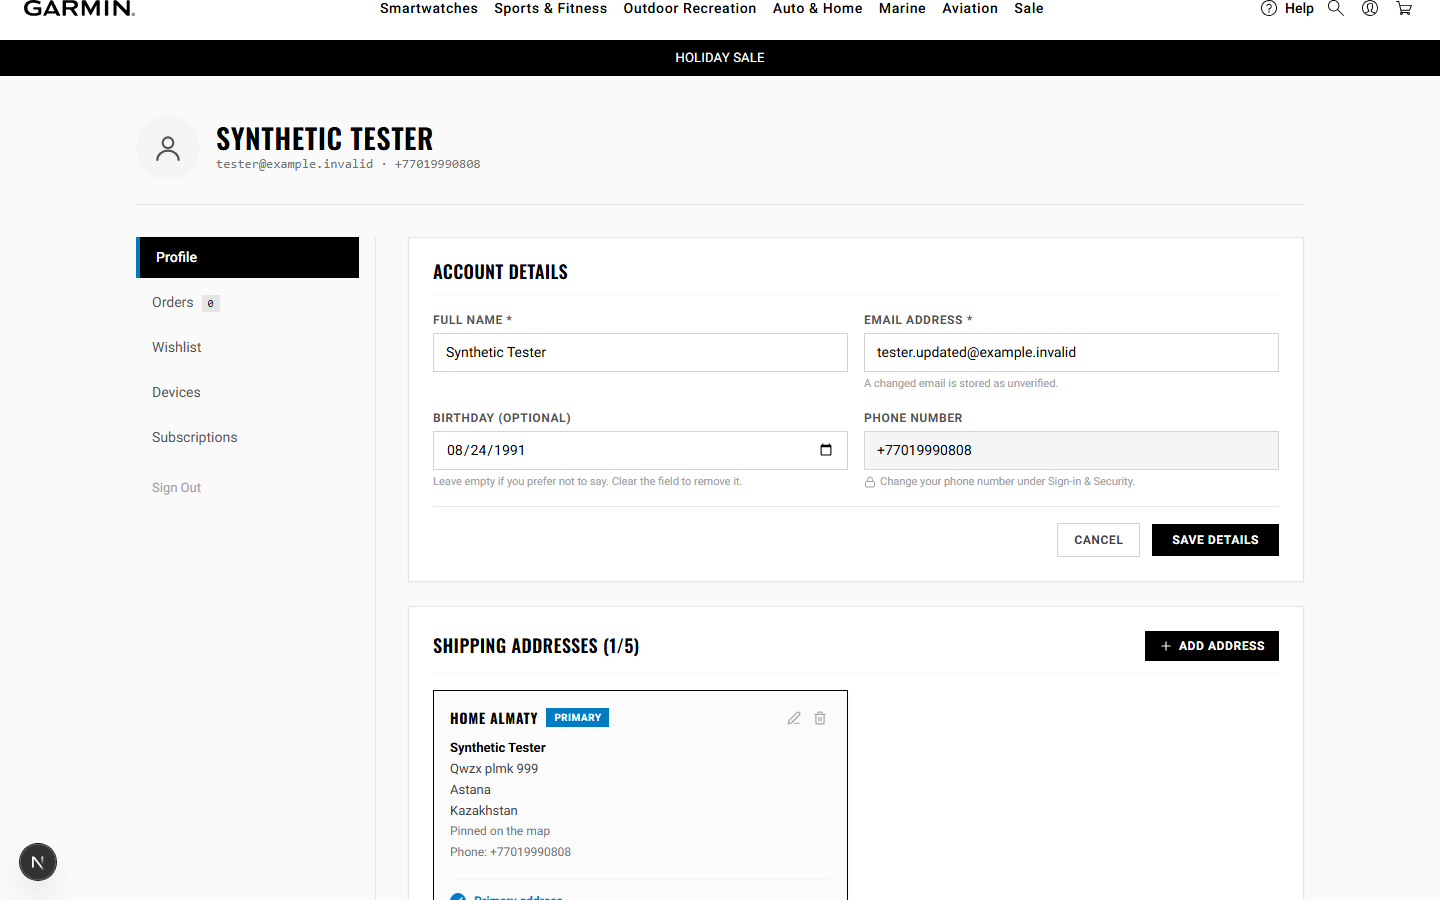 GARMIN
Smartwatches Sports & Fitness Outdoor Recreation Auto & Home Marine Aviation Sale
Help
HOLIDAY SALE
SYNTHETIC TESTER
tester@example.invalid · +77019990808
Profile
Orders 0
Wishlist
Devices
Subscriptions
Sign Out
ACCOUNT DETAILS
FULL NAME *
Synthetic Tester
EMAIL ADDRESS *
tester.updated@example.invalid
A changed email is stored as unverified.
BIRTHDAY (OPTIONAL)
08/24/1991
Leave empty if you prefer not to say. Clear the field to remove it.
PHONE NUMBER
+77019990808
Change your phone number under Sign-in & Security.
CANCEL
SAVE DETAILS
SHIPPING ADDRESSES (1/5)
+ ADD ADDRESS
HOME ALMATY PRIMARY
Synthetic Tester
Qwzx plmk 999
Astana
Kazakhstan
Pinned on the map
Phone: +77019990808
Primary address
N